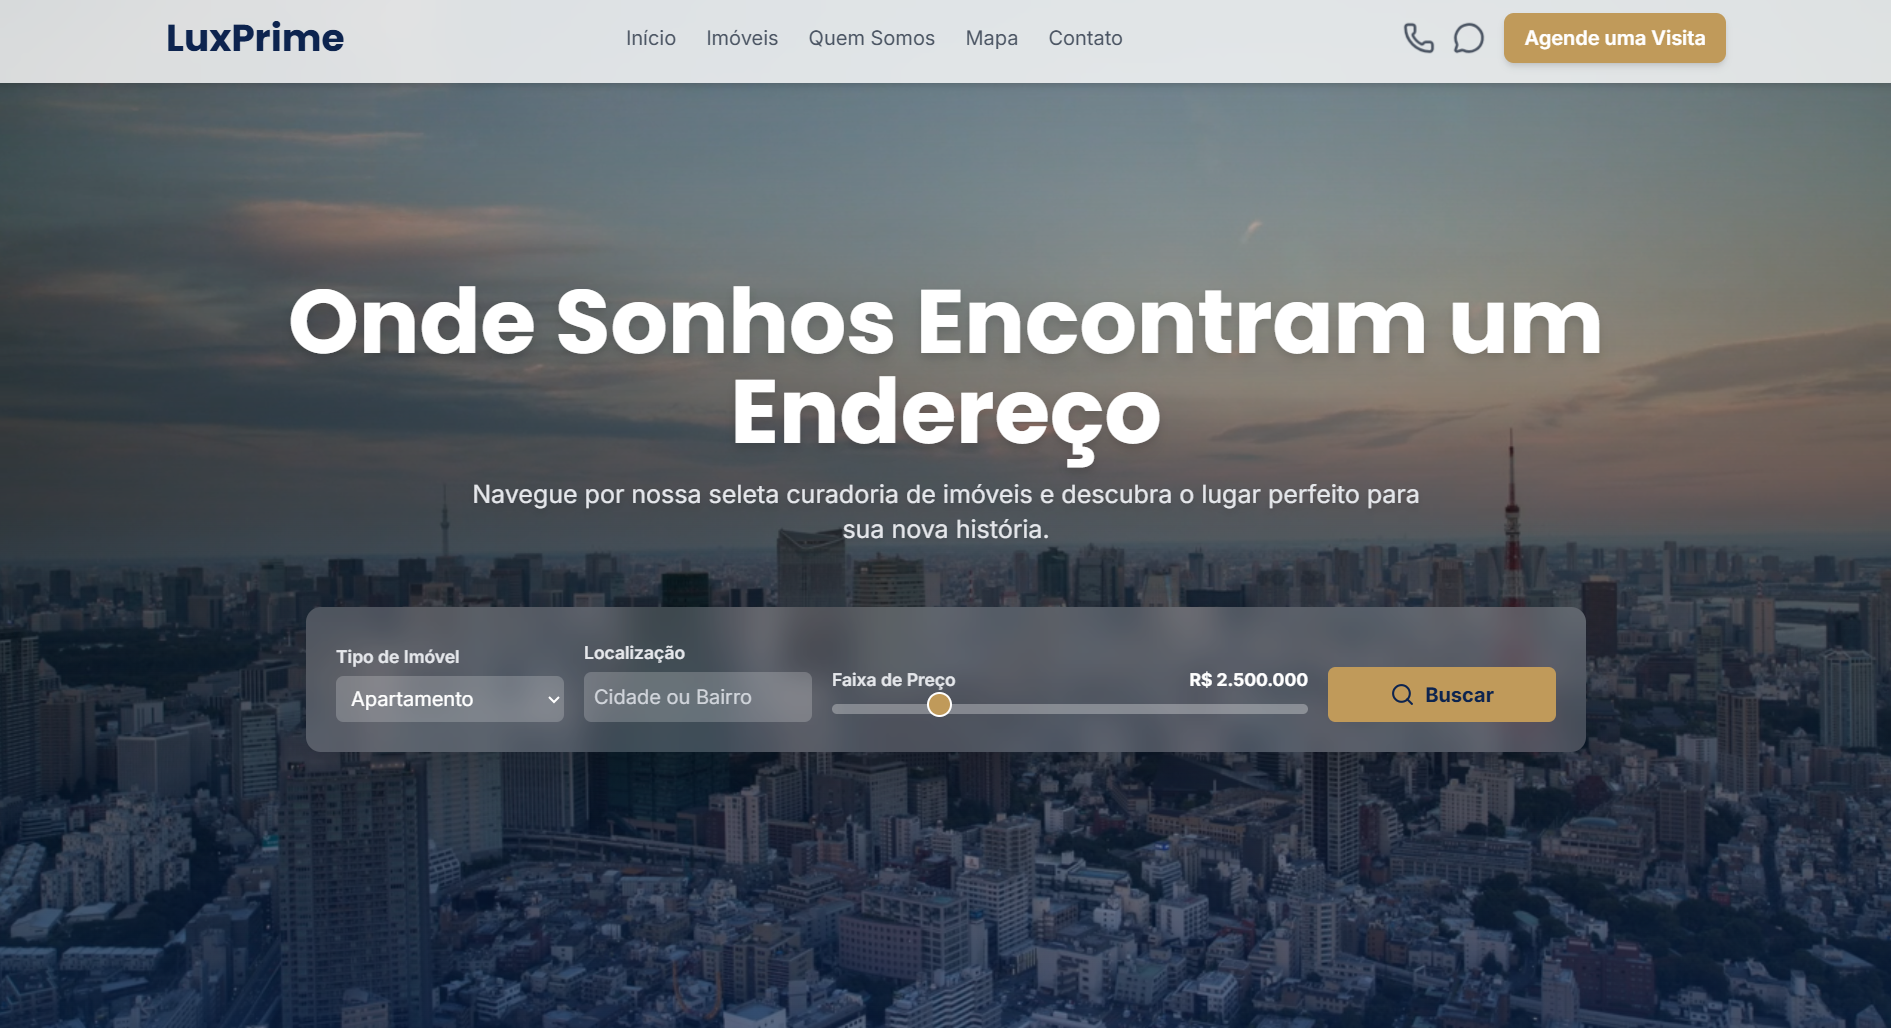 LuxPrime
Início Imóveis Quem Somos Mapa Contato
Agende uma Visita
Onde Sonhos Encontram um
Endereço
Navegue por nossa seleta curadoria de imóveis e descubra o lugar perfeito para
sua nova história.
Tipo de Imóvel
Apartamento
Localização
Cidade ou Bairro
Faixa de Preço R$ 2.500.000
Buscar